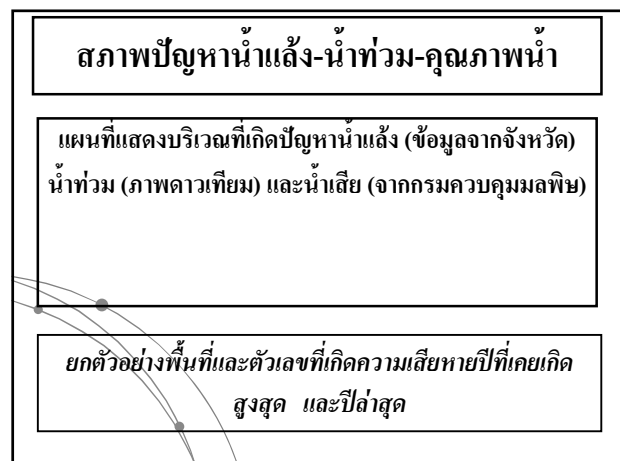 สภาพปัญหาน้ำแล้ง-น้ำท่วม-คุณภาพน้ำ
แผนที่แสดงบริเวณที่เกิดปัญหาน้ำแล้ง (ข้อมูลจากจังหวัด)
น้ำท่วม (ภาพดาวเทียม) และน้ำเสีย (จากกรมควบคุมมลพิษ)
ยกตัวอย่างพื้นที่และตัวเลขที่เกิดความเสียหายปีที่เคยเกิด
สูงสุด และปีล่าสุด